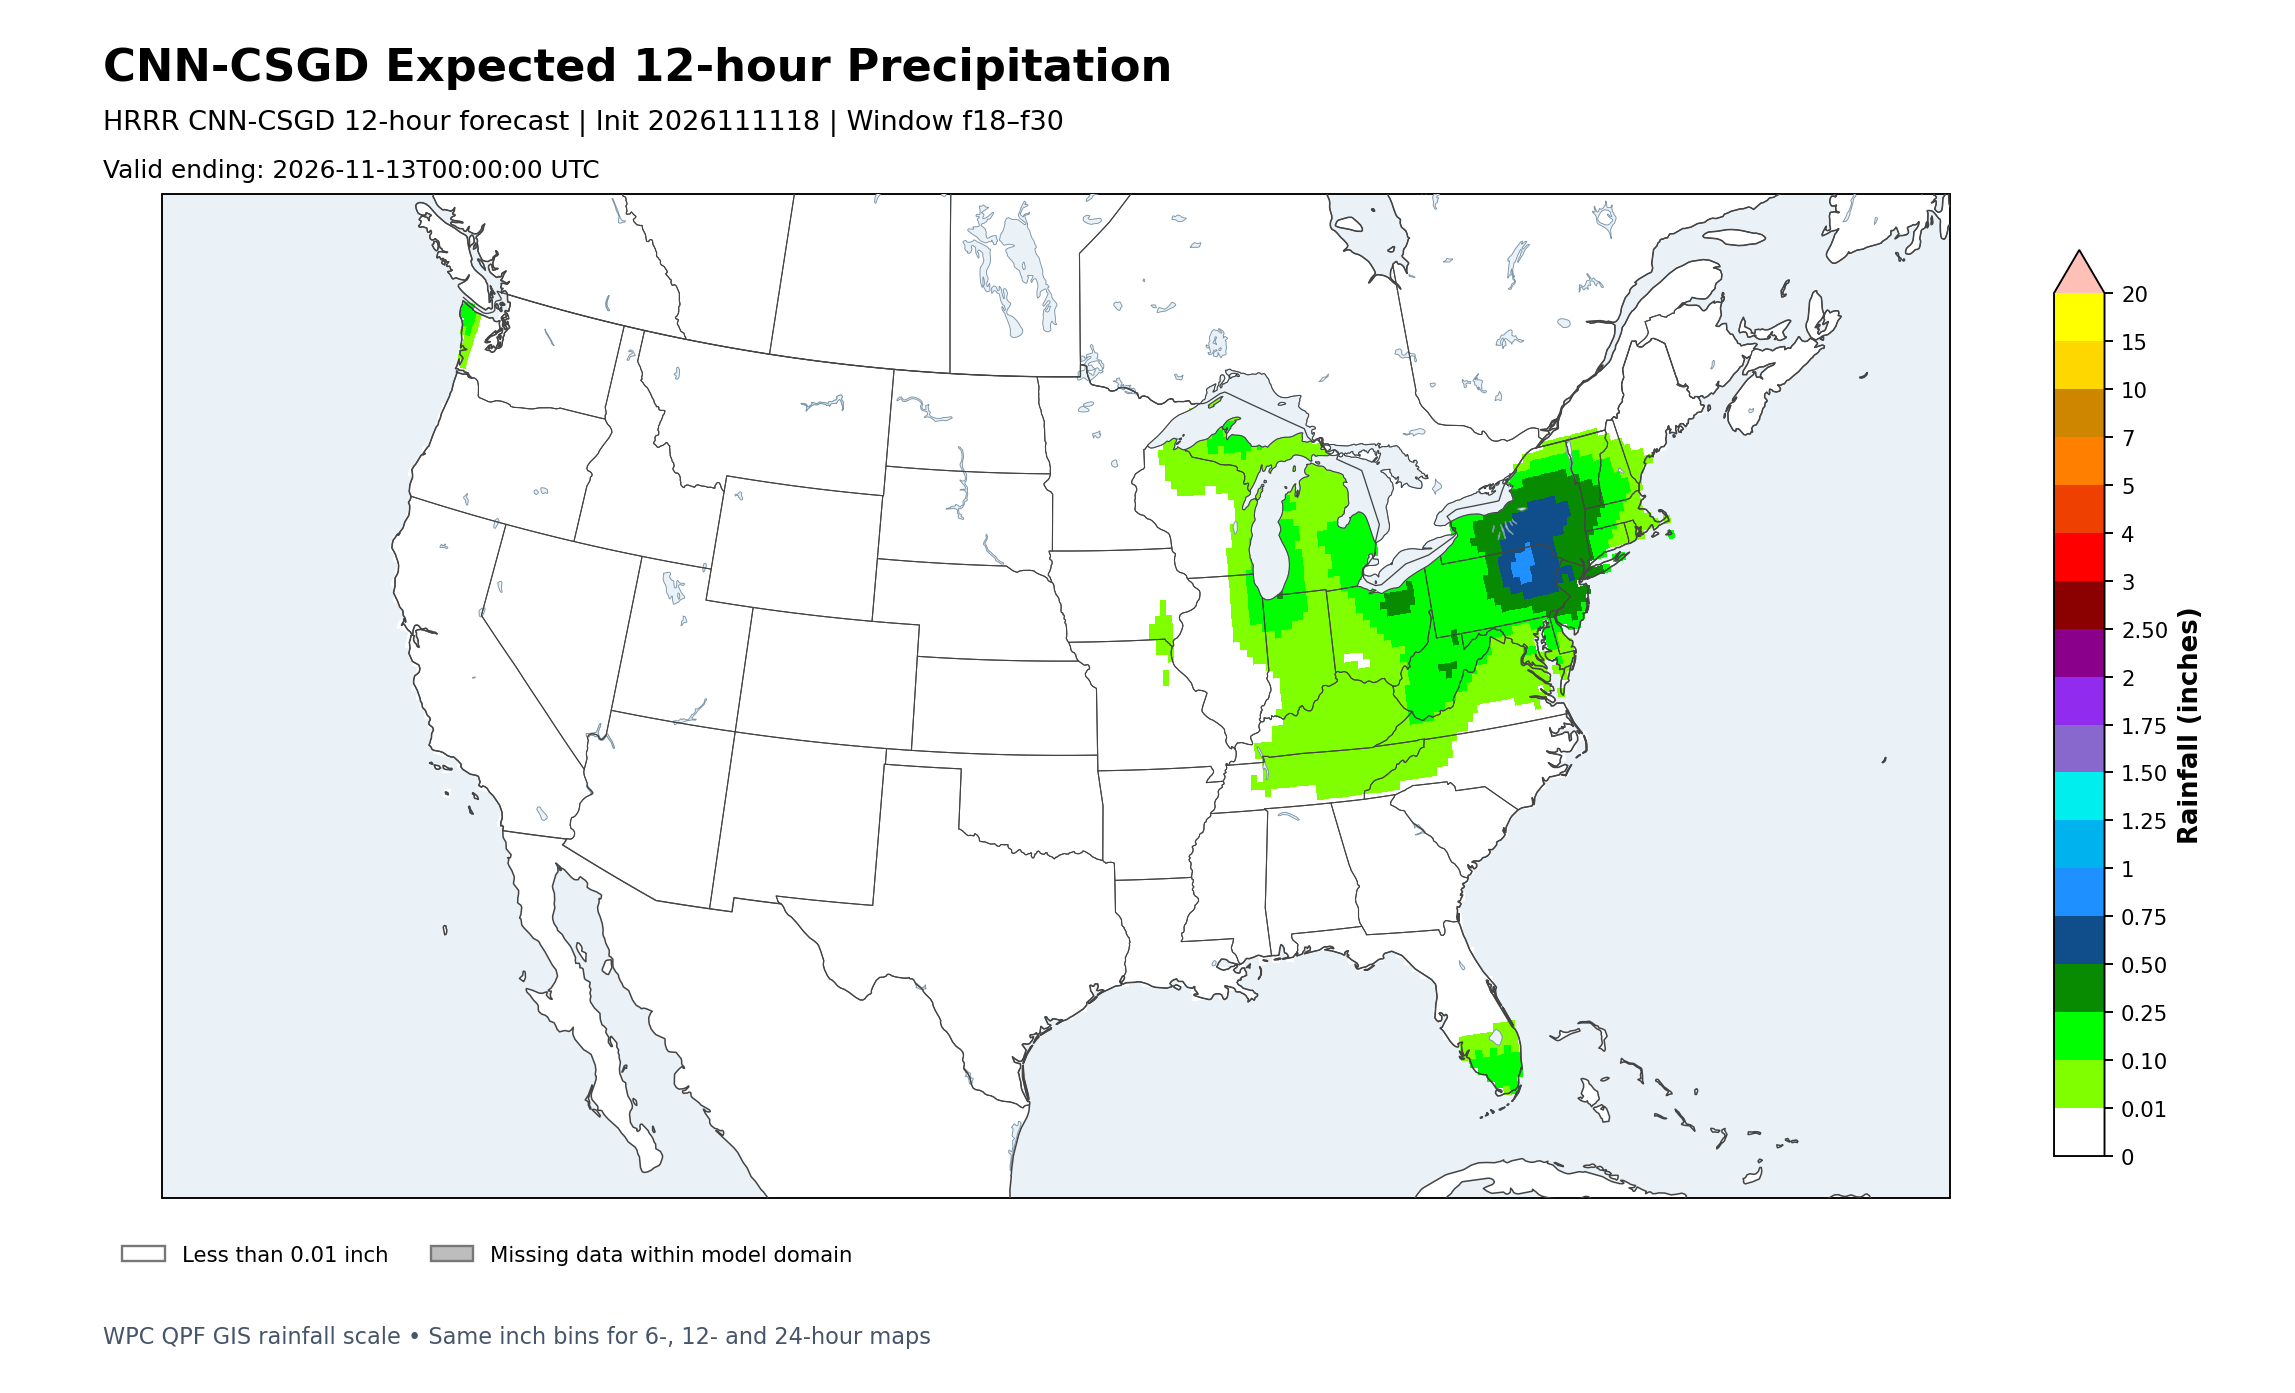 CNN-CSGD Expected 12-hour Precipitation
HRRR CNN-CSGD 12-hour forecast | Init 2026111118 | Window f18–f30
Valid ending: 2026-11-13T00:00:00 UTC
20
15
10
7
5
4
3
2.50
2
1.75
1.50
1.25
1
0.75
0.50
0.25
0.10
0.01
0
Rainfall (inches)
Less than 0.01 inch
Missing data within model domain
WPC QPF GIS rainfall scale • Same inch bins for 6-, 12- and 24-hour maps